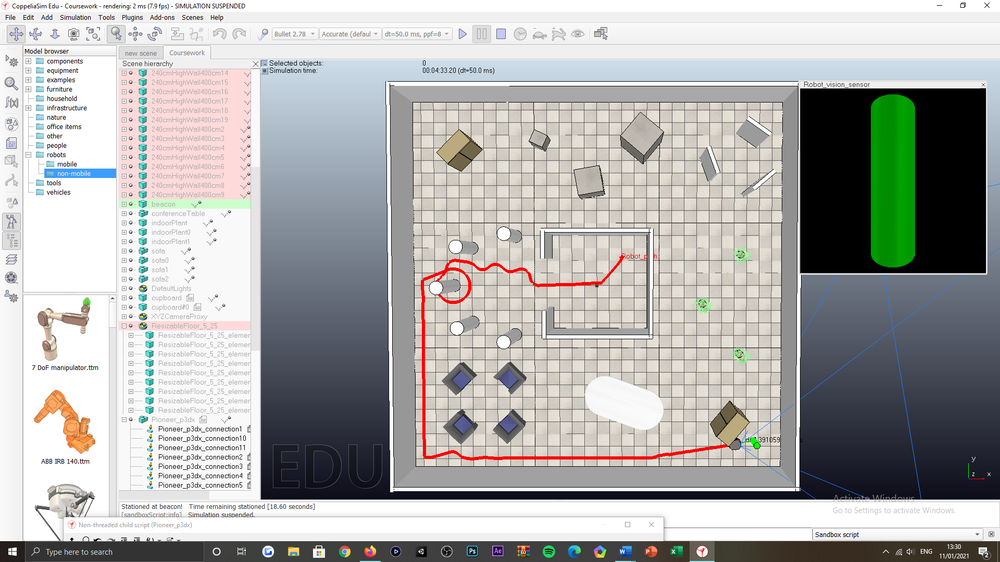 CoppeliaSim Edu - Coursework - rendering: 2 ms (7.9 fps) - SIMULATION SUSPENDED
File Edit Add Simulation Tools Plugins Add-ons Scenes Help
Bullet 2.78 Accurate (defaul dt=50.0 ms, ppf=8
Model browser
components
equipment
examples
furniture
household
infrastructure
nature
office items
other
people
robots
mobile
non-mobile
tools
vehicles
7 DoF manipulator.ttm
ABB IRB 140.ttm
new scene Coursework
Scene hierarchy
240cmHighWall400cm14
240cmHighWall400cm15
240cmHighWall400cm16
240cmHighWall400cm17
240cmHighWall400cm18
240cmHighWall400cm19
240cmHighWall400cm2
240cmHighWall400cm3
240cmHighWall400cm4
240cmHighWall400cm5
240cmHighWall400cm6
240cmHighWall400cm7
240cmHighWall400cm8
240cmHighWall400cm9
beacon
conferenceTable
indoorPlant
indoorPlant0
indoorPlant1
sofa
sofa0
sofa1
sofa2
DefaultLights
cupboard
cupboard#0
XYZCameraProxy
ResizableFloor_5_25
ResizableFloor_5_25_elemer
ResizableFloor_5_25_elemer
ResizableFloor_5_25_elemer
ResizableFloor_5_25_elemer
ResizableFloor_5_25_elemer
ResizableFloor_5_25_elemer
ResizableFloor_5_25_elemer
ResizableFloor_5_25_elemer
ResizableFloor_5_25_elemer
Pioneer_p3dx
Pioneer_p3dx_connection1
Pioneer_p3dx_connection10
Pioneer_p3dx_connection11
Pioneer_p3dx_connection2
Pioneer_p3dx_connection3
Pioneer_p3dx_connection4
Pioneer_p3dx_connection5
Selected objects: 0
Simulation time: 00:04:33.20 (dt=50.0 ms)
Robot_vision_sensor
EDU
y
z x
Stationed at beacon! Time remaining stationed [18.60 seconds]
[sandboxScript:info] Simulation suspended.
Activate Windows
Go to Settings to activate Windows.
Non-threaded child script (Pioneer_p3dx)
Sandbox script
Type here to search
Ps Ae
ENG
13:30
11/01/2021
2